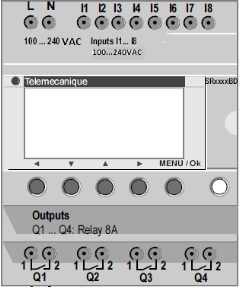 L N I1 I2 I3 I4 I5 I6 I7 I8
100 ... 240 VAC Inputs I1... I8
100...240VAC
Telemecanique SRxxxxBD
◄ ▼ ▲ ► MENU / Ok
Outputs
Q1 ... Q4: Relay 8A
1 2 1 2 1 2 1 2
Q1 Q2 Q3 Q4